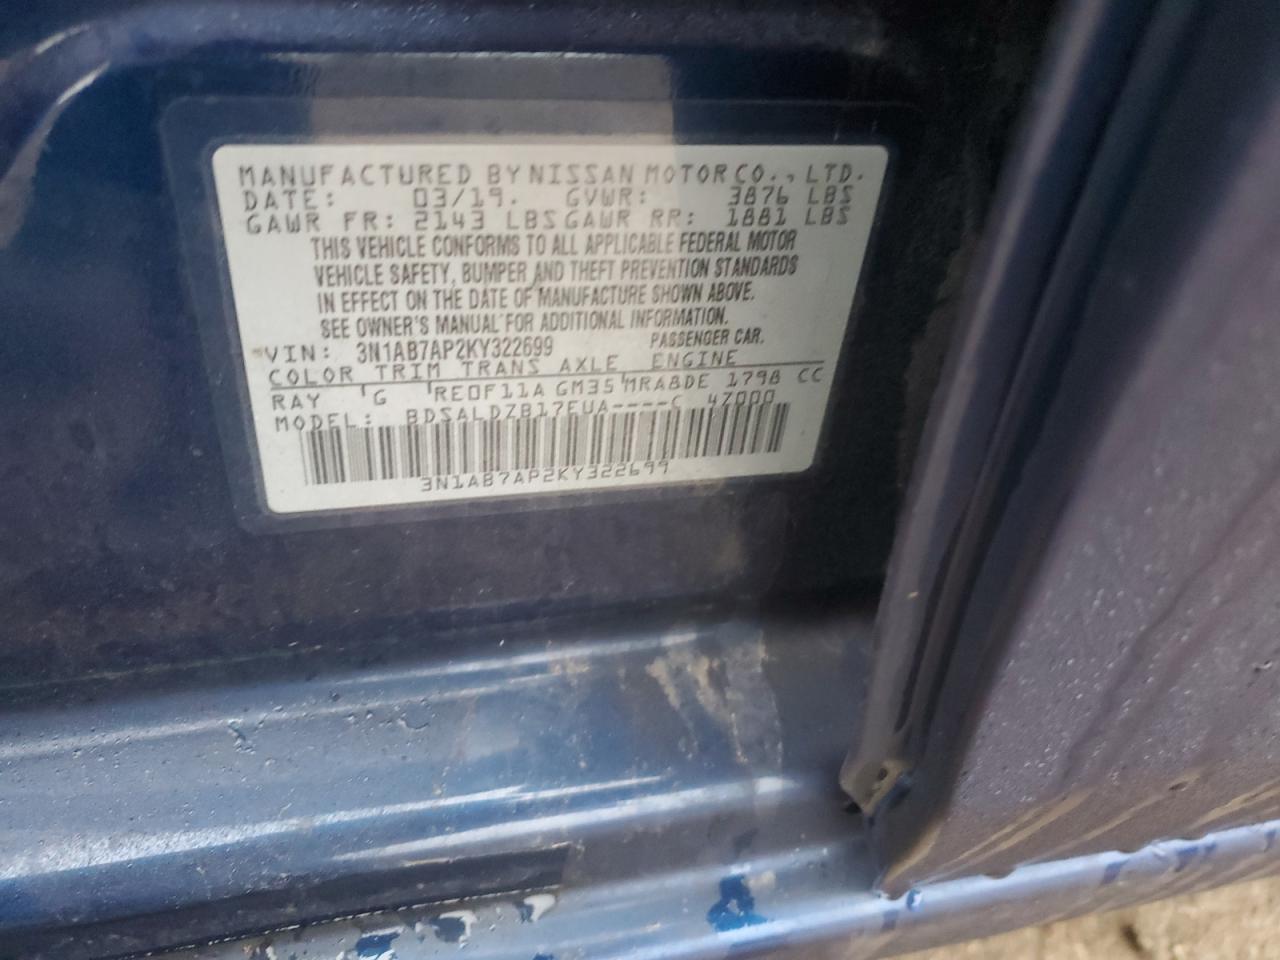 MANUFACTURED BY NISSAN MOTOR CO., LTD.
DATE: 03/19. GVWR: 3876 LBS
GAWR FR: 2143 LBS GAWR RR: 1881 LBS
THIS VEHICLE CONFORMS TO ALL APPLICABLE FEDERAL MOTOR
VEHICLE SAFETY, BUMPER AND THEFT PREVENTION STANDARDS
IN EFFECT ON THE DATE OF MANUFACTURE SHOWN ABOVE.
SEE OWNER'S MANUAL FOR ADDITIONAL INFORMATION.
VIN: 3N1AB7AP2KY322699 PASSENGER CAR.
COLOR TRIM TRANS AXLE ENGINE
RAY G RE0F11A GM35 MRA8DE 1798 CC
MODEL: BDSALDZB17EUA----C 4Z000
3N1AB7AP2KY322699